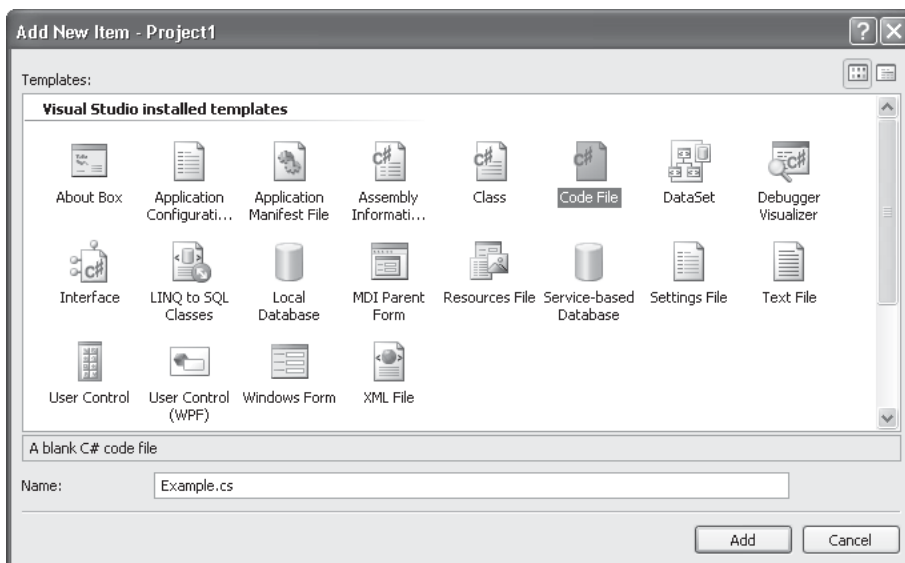 Add New Item - Project1
Templates:
Visual Studio installed templates
About Box
Application
Configurati...
Application
Manifest File
Assembly
Informati...
Class
Code File
DataSet
Debugger
Visualizer
Interface
LINQ to SQL
Classes
Local
Database
MDI Parent
Form
Resources File
Service-based
Database
Settings File
Text File
User Control
User Control
(WPF)
Windows Form
XML File
A blank C# code file
Name:
Example.cs
Add
Cancel